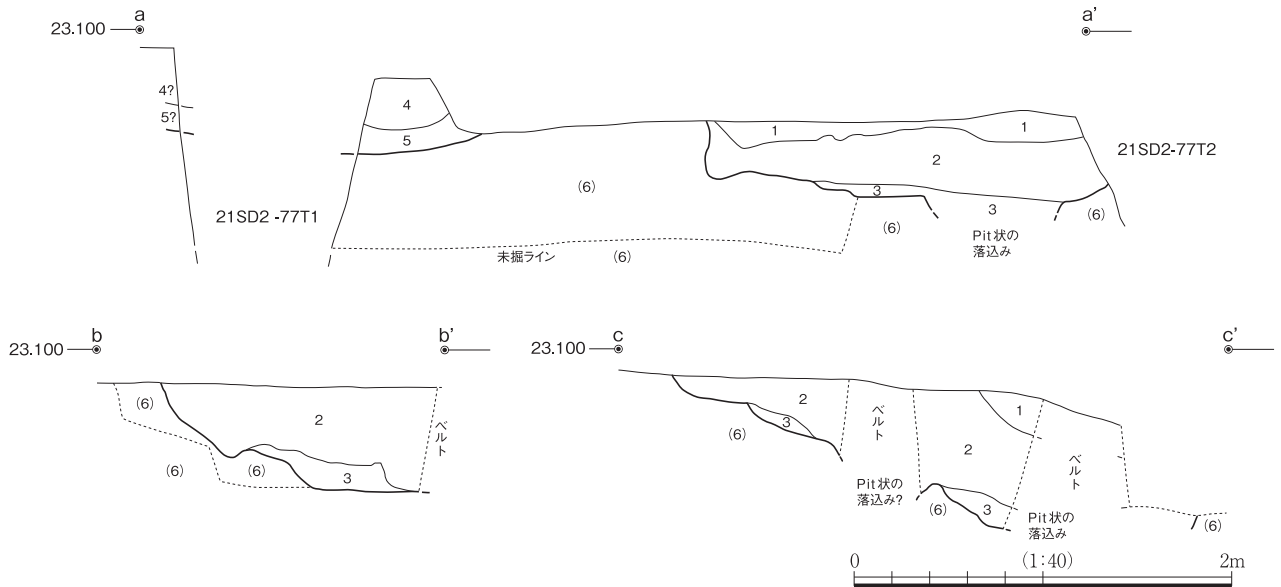 a
a'
23.100
4?
5?
4
5
1
1
2
3
3
(6)
(6)
(6)
(6)
21SD2 -77T1
21SD2-77T2
Pit状の
落込み
未掘ライン
b
b'
23.100
(6)
2
(6)
(6)
3
ベルト
c
c'
23.100
2
3
(6)
ベルト
1
2
ベルト
Pit状の
落込み?
(6)
3
Pit状の
落込み
(6)
0
(1:40)
2m